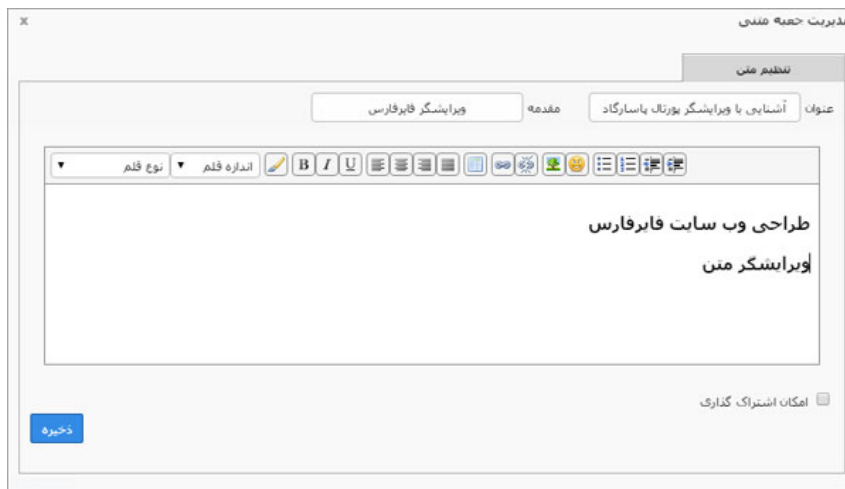 مدیریت جعبه متنی
x
تنظیم متن
عنوان آشنایی با ویرایشگر پورتال پاسارگاد مقدمه ویرایشگر فایرفارس
B I U اندازه قلم نوع قلم
طراحی وب سایت فایرفارس
ویرایشگر متن
امکان اشتراک گذاری
ذخیره